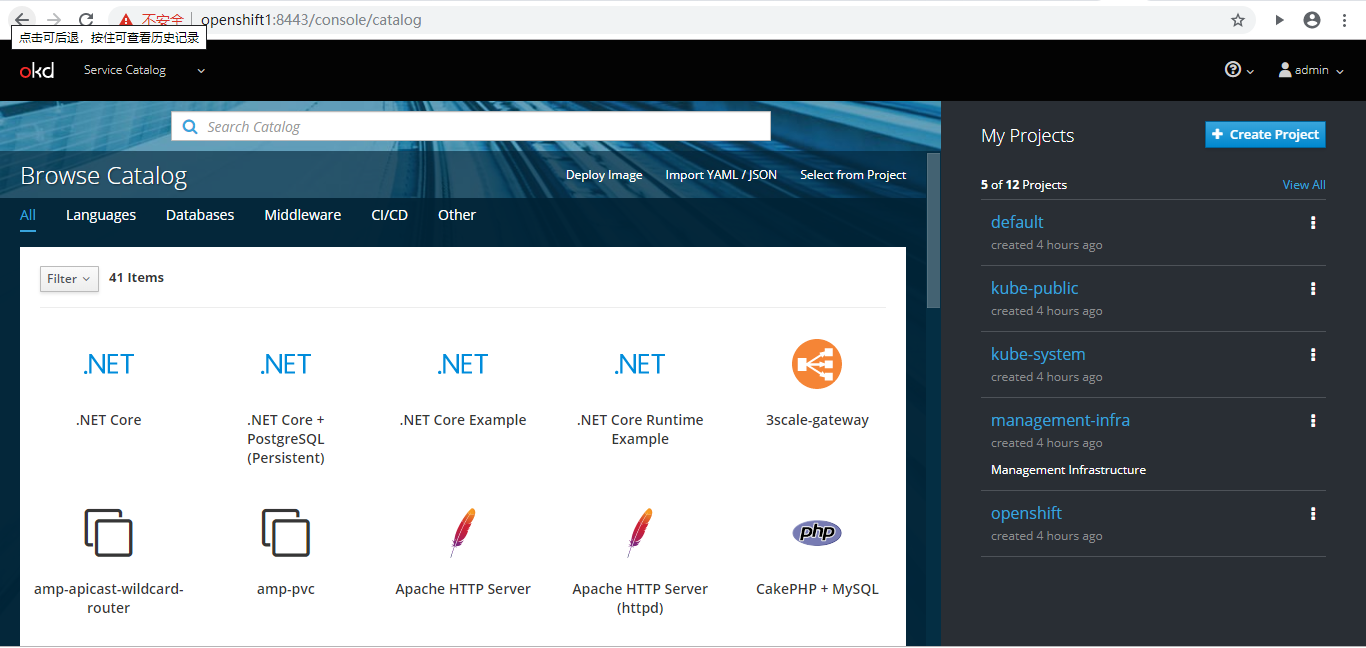 不安全 openshift1:8443/console/catalog
点击可后退，按住可查看历史记录
okd Service Catalog admin
Search Catalog
Browse Catalog Deploy Image Import YAML / JSON Select from Project
All Languages Databases Middleware CI/CD Other
Filter 41 Items
.NET .NET .NET .NET
.NET Core
.NET Core +
PostgreSQL
(Persistent)
.NET Core Example
.NET Core Runtime
Example
3scale-gateway
php
amp-apicast-wildcard-
router
amp-pvc
Apache HTTP Server
Apache HTTP Server
(httpd)
CakePHP + MySQL
My Projects Create Project
5 of 12 Projects View All
default
created 4 hours ago
kube-public
created 4 hours ago
kube-system
created 4 hours ago
management-infra
created 4 hours ago
Management Infrastructure
openshift
created 4 hours ago